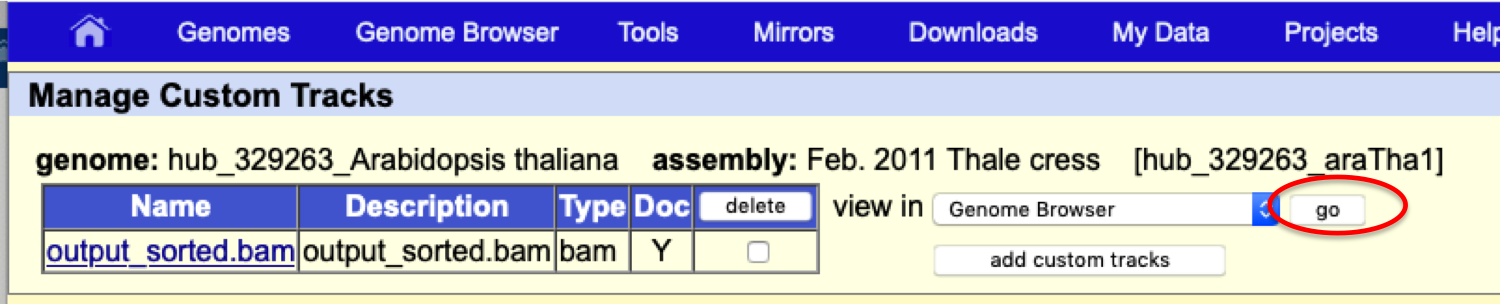 Genomes Genome Browser Tools Mirrors Downloads My Data Projects Help
Manage Custom Tracks
genome: hub_329263_Arabidopsis thaliana assembly: Feb. 2011 Thale cress [hub_329263_araTha1]
Name Description Type Doc delete view in Genome Browser go
output_sorted.bam output_sorted.bam bam Y
add custom tracks